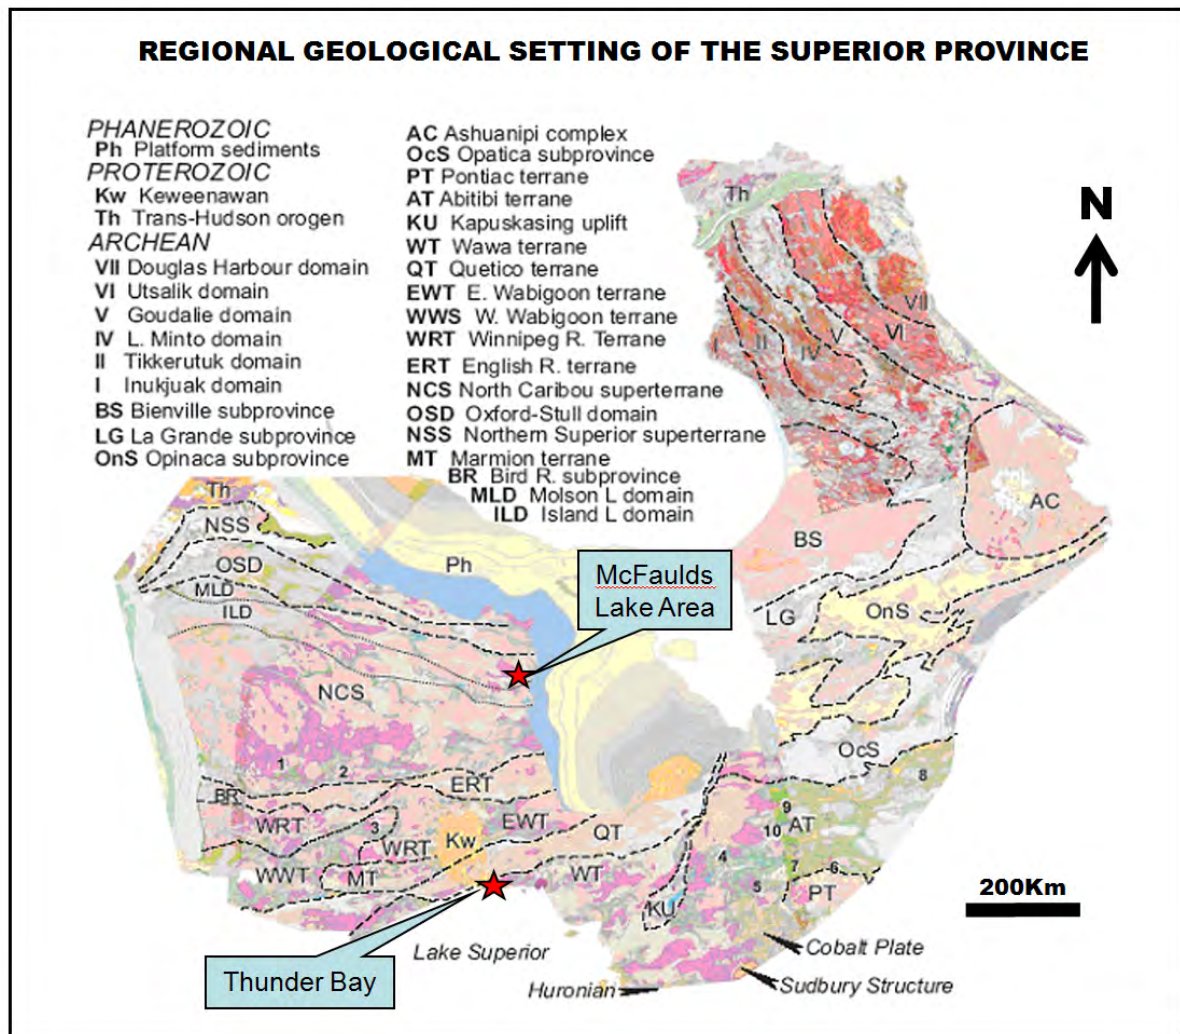 REGIONAL GEOLOGICAL SETTING OF THE SUPERIOR PROVINCE
PHANEROZOIC
Ph Platform sediments
PROTEROZOIC
Kw Keweenawan
Th Trans-Hudson orogen
ARCHEAN
VII Douglas Harbour domain
VI Utsalik domain
V Goudalie domain
IV L. Minto domain
II Tikkerutuk domain
I Inukjuak domain
BS Bienville subprovince
LG La Grande subprovince
OnS Opinaca subprovince
AC Ashuanipi complex
OcS Opatica subprovince
PT Pontiac terrane
AT Abitibi terrane
KU Kapuskasing uplift
WT Wawa terrane
QT Quetico terrane
EWT E. Wabigoon terrane
WWS W. Wabigoon terrane
WRT Winnipeg R. Terrane
ERT English R. terrane
NCS North Caribou superterrane
OSD Oxford-Stull domain
NSS Northern Superior superterrane
MT Marmion terrane
BR Bird R. subprovince
MLD Molson L domain
ILD Island L domain
N
Th
I
II
IV
V
VI
VII
AC
BS
LG
OnS
OcS
Th
NSS
OSD
MLD
ILD
Ph
McFaulds
Lake Area
NCS
1
2
BR
ERT
WRT
3
WRT
Kw
EWT
QT
WWT
MT
WT
KU
8
9
AT
10
4
7
6
5
PT
200Km
Thunder Bay
Lake Superior
Cobalt Plate
Huronian
Sudbury Structure